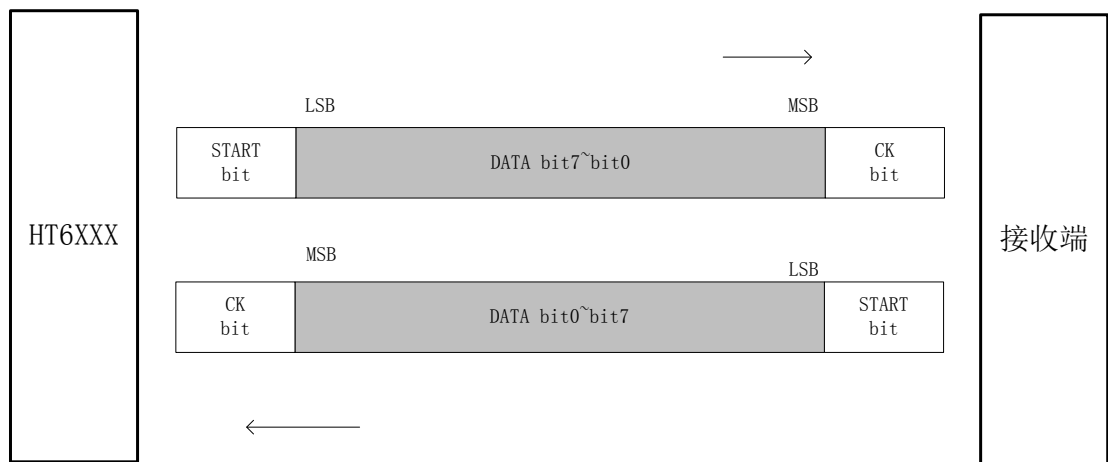 HT6XXX
LSB
MSB
START
bit
DATA bit7~bit0
CK
bit
MSB
LSB
CK
bit
DATA bit0~bit7
START
bit
接收端